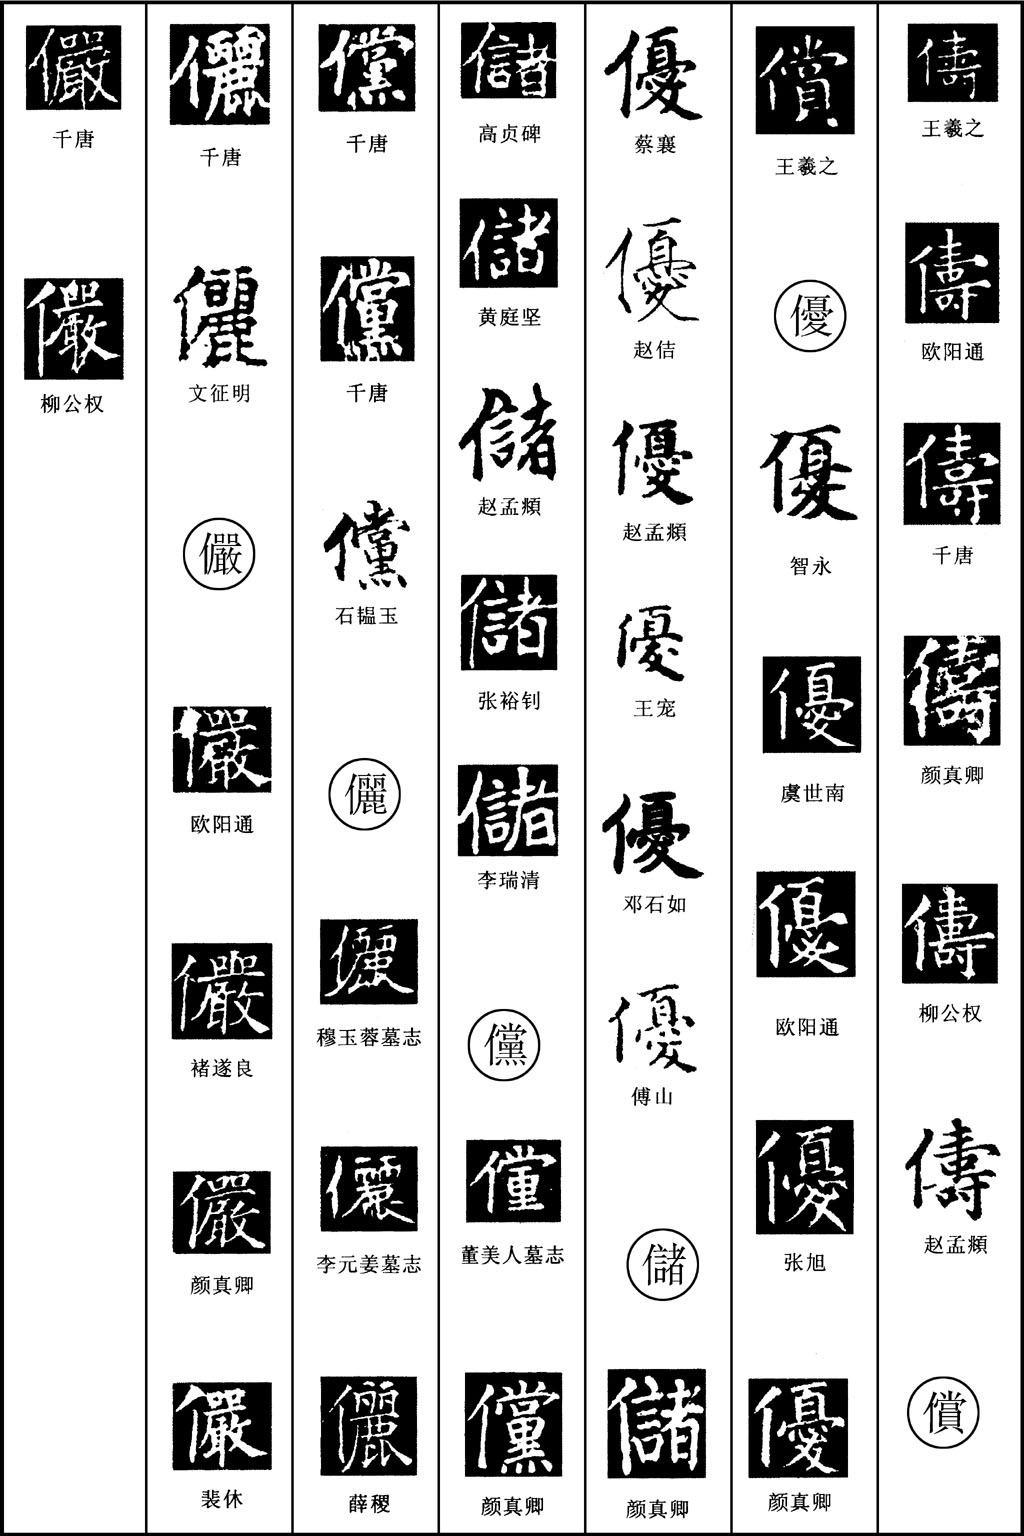 儔
王羲之
儔
欧阳通
儔
千唐
儔
颜真卿
儔
柳公权
儔
赵孟頫
償
償
王羲之
優
優
智永
優
虞世南
優
欧阳通
優
张旭
優
颜真卿
優
蔡襄
優
赵佶
優
赵孟頫
優
王宠
優
邓石如
優
傅山
儲
儲
颜真卿
儲
高贞碑
儲
黄庭坚
儲
赵孟頫
儲
张裕钊
儲
李瑞清
儻
儻
董美人墓志
儻
颜真卿
儻
千唐
儻
千唐
儻
石韫玉
儷
儷
穆玉蓉墓志
儷
李元姜墓志
儷
薛稷
儷
千唐
儷
文征明
儼
儼
欧阳通
儼
褚遂良
儼
颜真卿
儼
裴休
儼
千唐
儼
柳公权